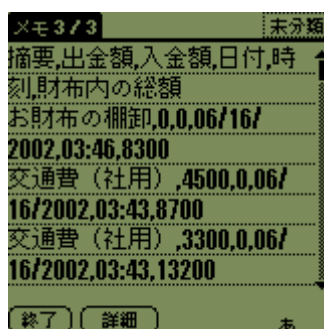 メモ 3 / 3 未分類
摘要,出金額,入金額,日付,時
刻,財布内の総額
お財布の棚卸,0,0,06/16/
2002,03:46,8300
交通費（社用）,4500,0,06/
16/2002,03:43,8700
交通費（社用）,3300,0,06/
16/2002,03:43,13200
終了 詳細 あ